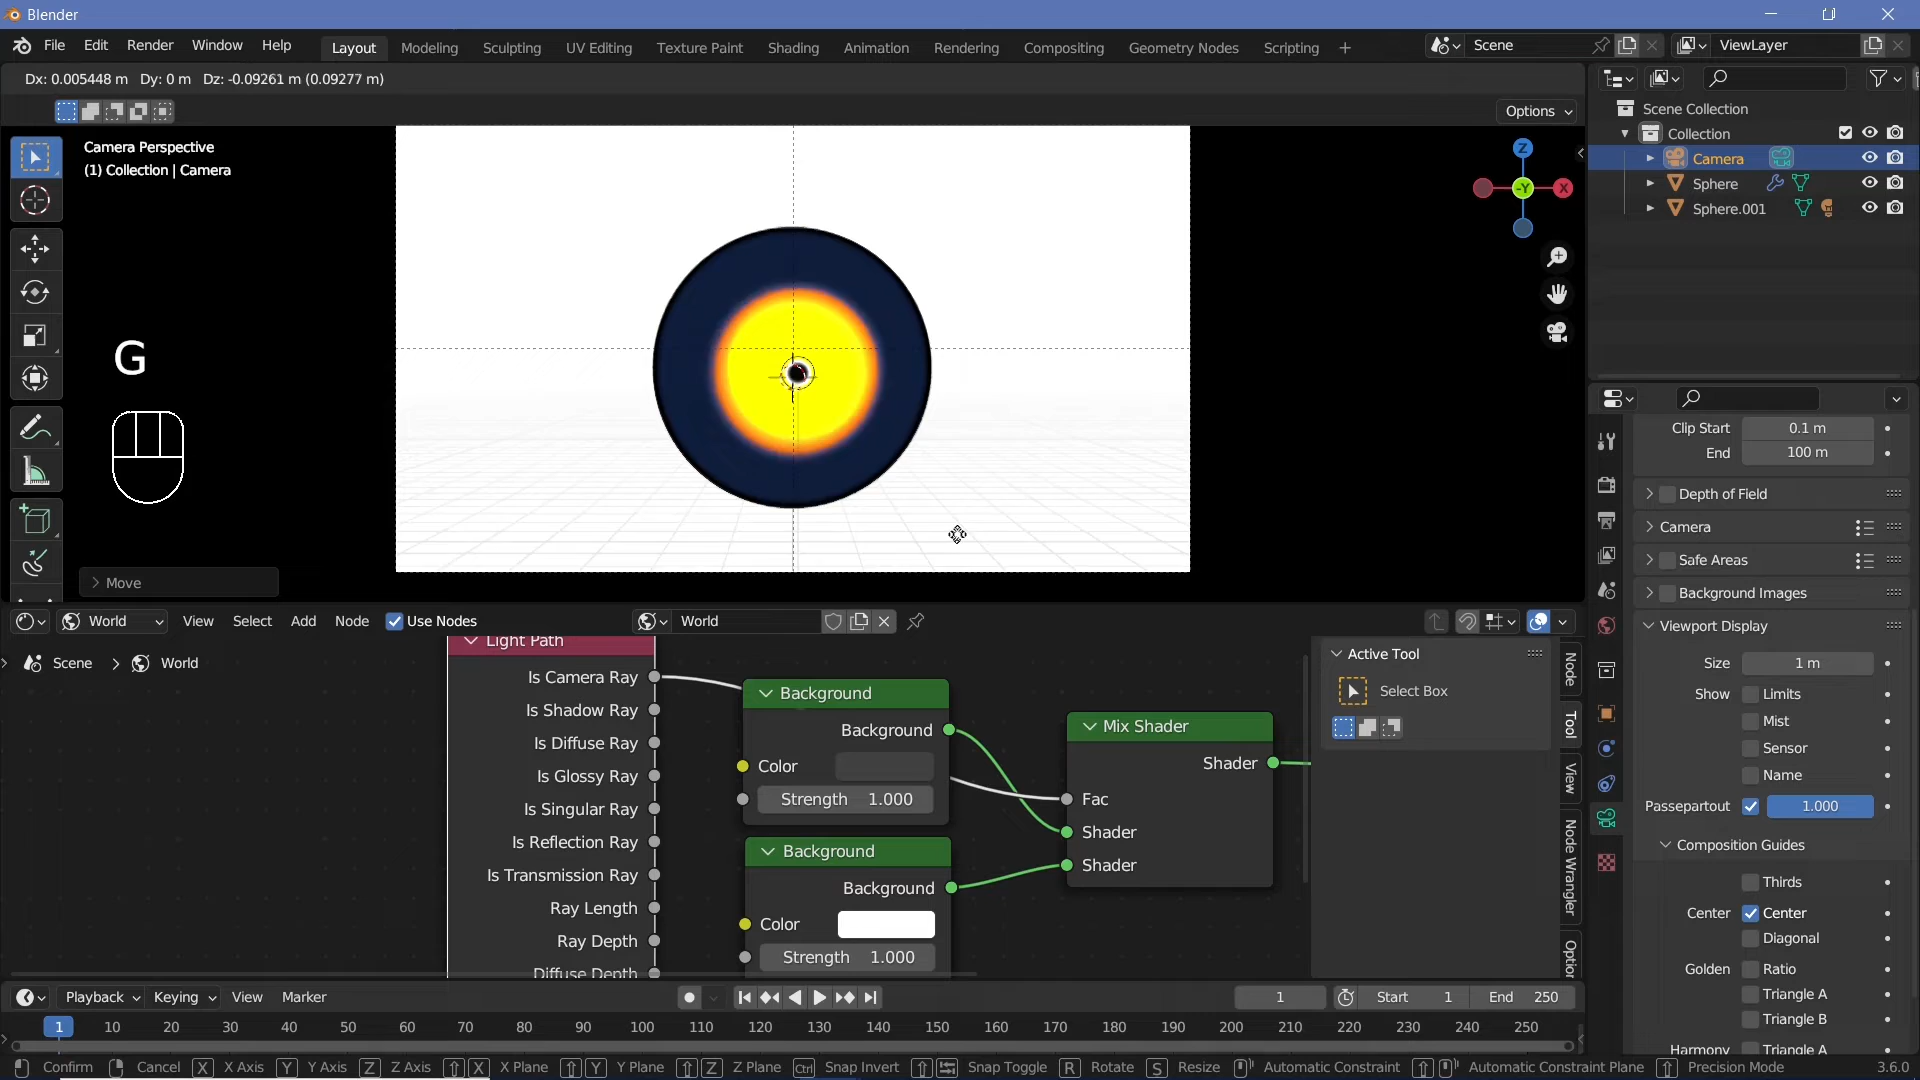 Blender
File Edit Render Window Help
Layout Modeling Sculpting UV Editing Texture Paint Shading Animation Rendering Compositing Geometry Nodes Scripting +
Scene
ViewLayer
Dx: 0.005448 m Dy: 0 m Dz: -0.09261 m (0.09277 m)
Options
Camera Perspective
(1) Collection | Camera
Z
-Y
X
G
Move
Scene Collection
Collection
Camera
Sphere
Sphere.001
Clip Start 0.1 m
End 100 m
Depth of Field
Camera
Safe Areas
Background Images
Viewport Display
Size 1 m
Show Limits
Mist
Sensor
Name
Passepartout 1.000
Composition Guides
Thirds
Center Center
Diagonal
Golden Ratio
Triangle A
Triangle B
Harmony Triangle A
World View Select Add Node Use Nodes World
Scene > World
Light Path
Is Camera Ray
Is Shadow Ray
Is Diffuse Ray
Is Glossy Ray
Is Singular Ray
Is Reflection Ray
Is Transmission Ray
Ray Length
Ray Depth
Diffuse Depth
Background
Background
Color
Strength 1.000
Background
Background
Color
Strength 1.000
Mix Shader
Shader
Fac
Shader
Shader
Active Tool
Select Box
Node
Tool
View
Node Wrangler
Option
Playback Keying View Marker
1 Start 1 End 250
1 10 20 30 40 50 60 70 80 90 100 110 120 130 140 150 160 170 180 190 200 210 220 230 240 250
Confirm Cancel X X Axis Y Y Axis Z Z Axis X X Plane Y Y Plane Z Z Plane Ctrl Snap Invert Snap Toggle R Rotate S Resize Automatic Constraint Automatic Constraint Plane Precision Mode 3.6.0